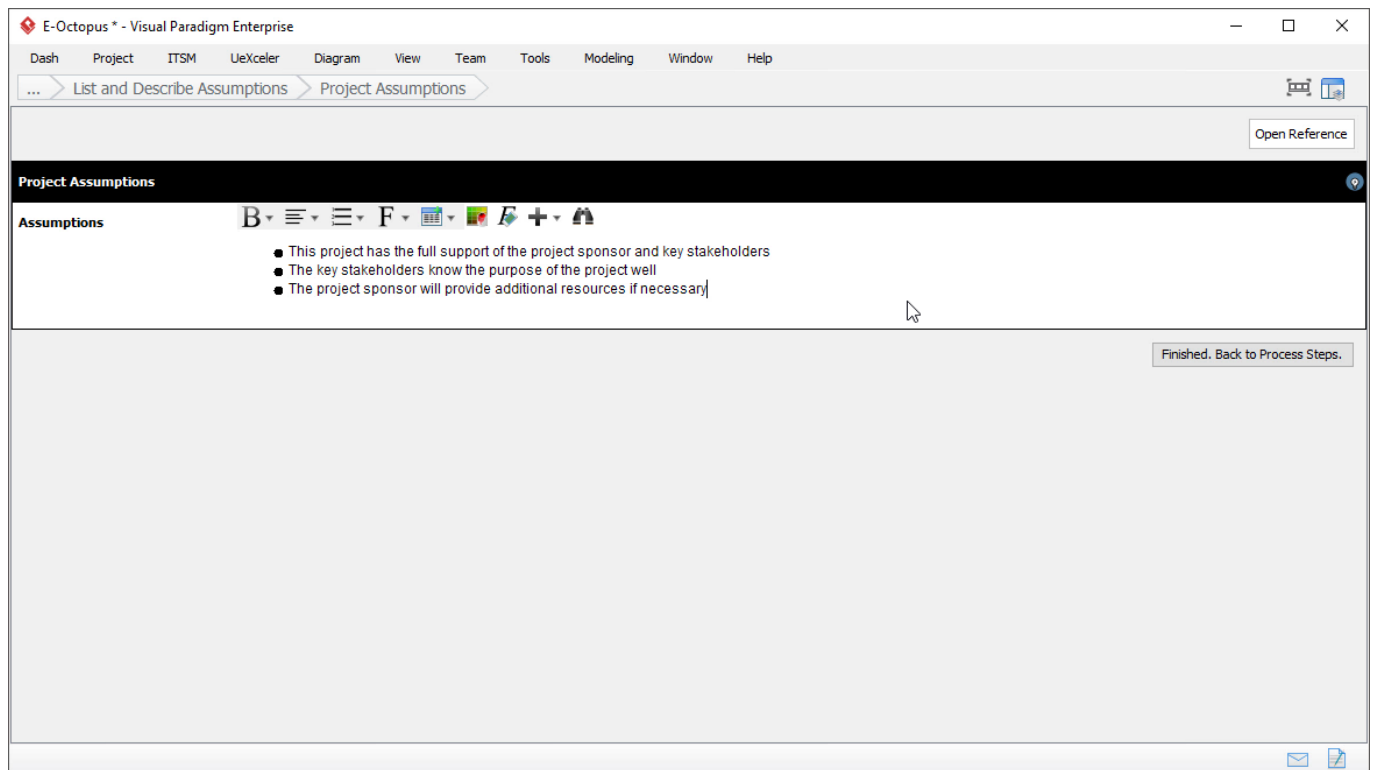 E-Octopus * - Visual Paradigm Enterprise
Dash Project ITSM UeXceler Diagram View Team Tools Modeling Window Help
... List and Describe Assumptions Project Assumptions
Open Reference
Project Assumptions
Assumptions
B F F
This project has the full support of the project sponsor and key stakeholders
The key stakeholders know the purpose of the project well
The project sponsor will provide additional resources if necessary
Finished. Back to Process Steps.